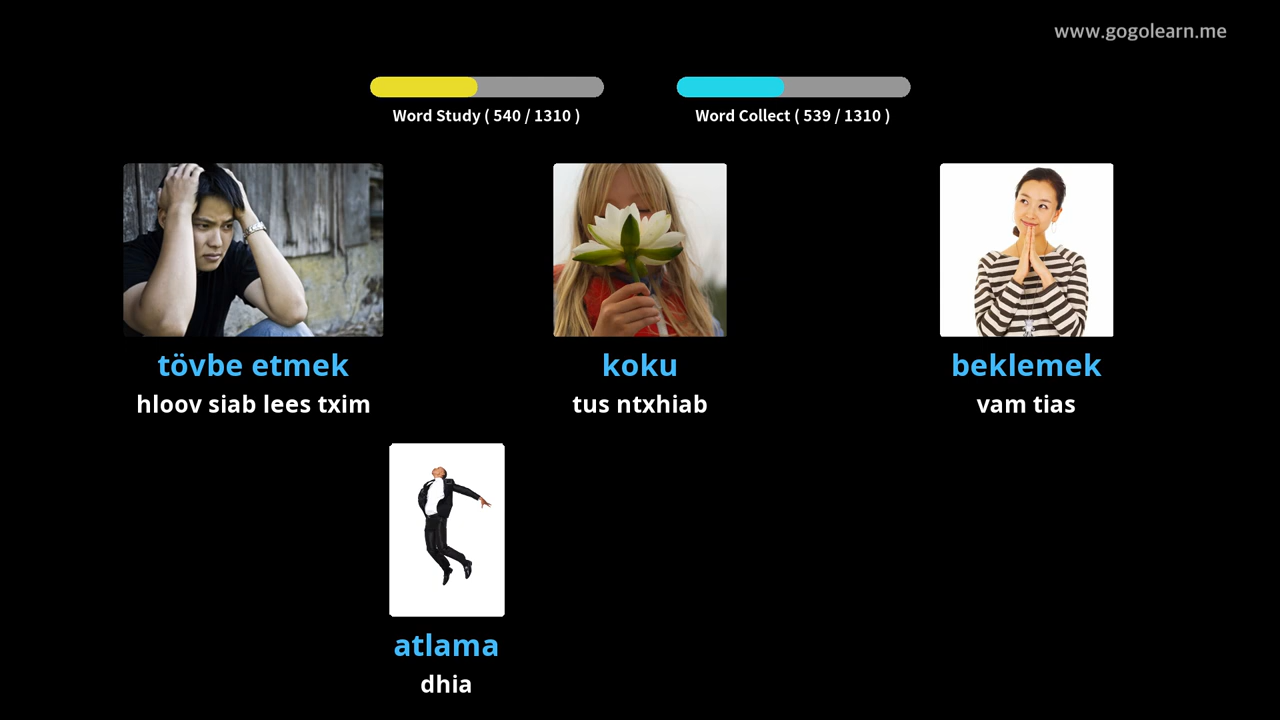 www.gogolearn.me
Word Study ( 540 / 1310 )
Word Collect ( 539 / 1310 )
tövbe etmek
hloov siab lees txim
koku
tus ntxhiab
beklemek
vam tias
atlama
dhia